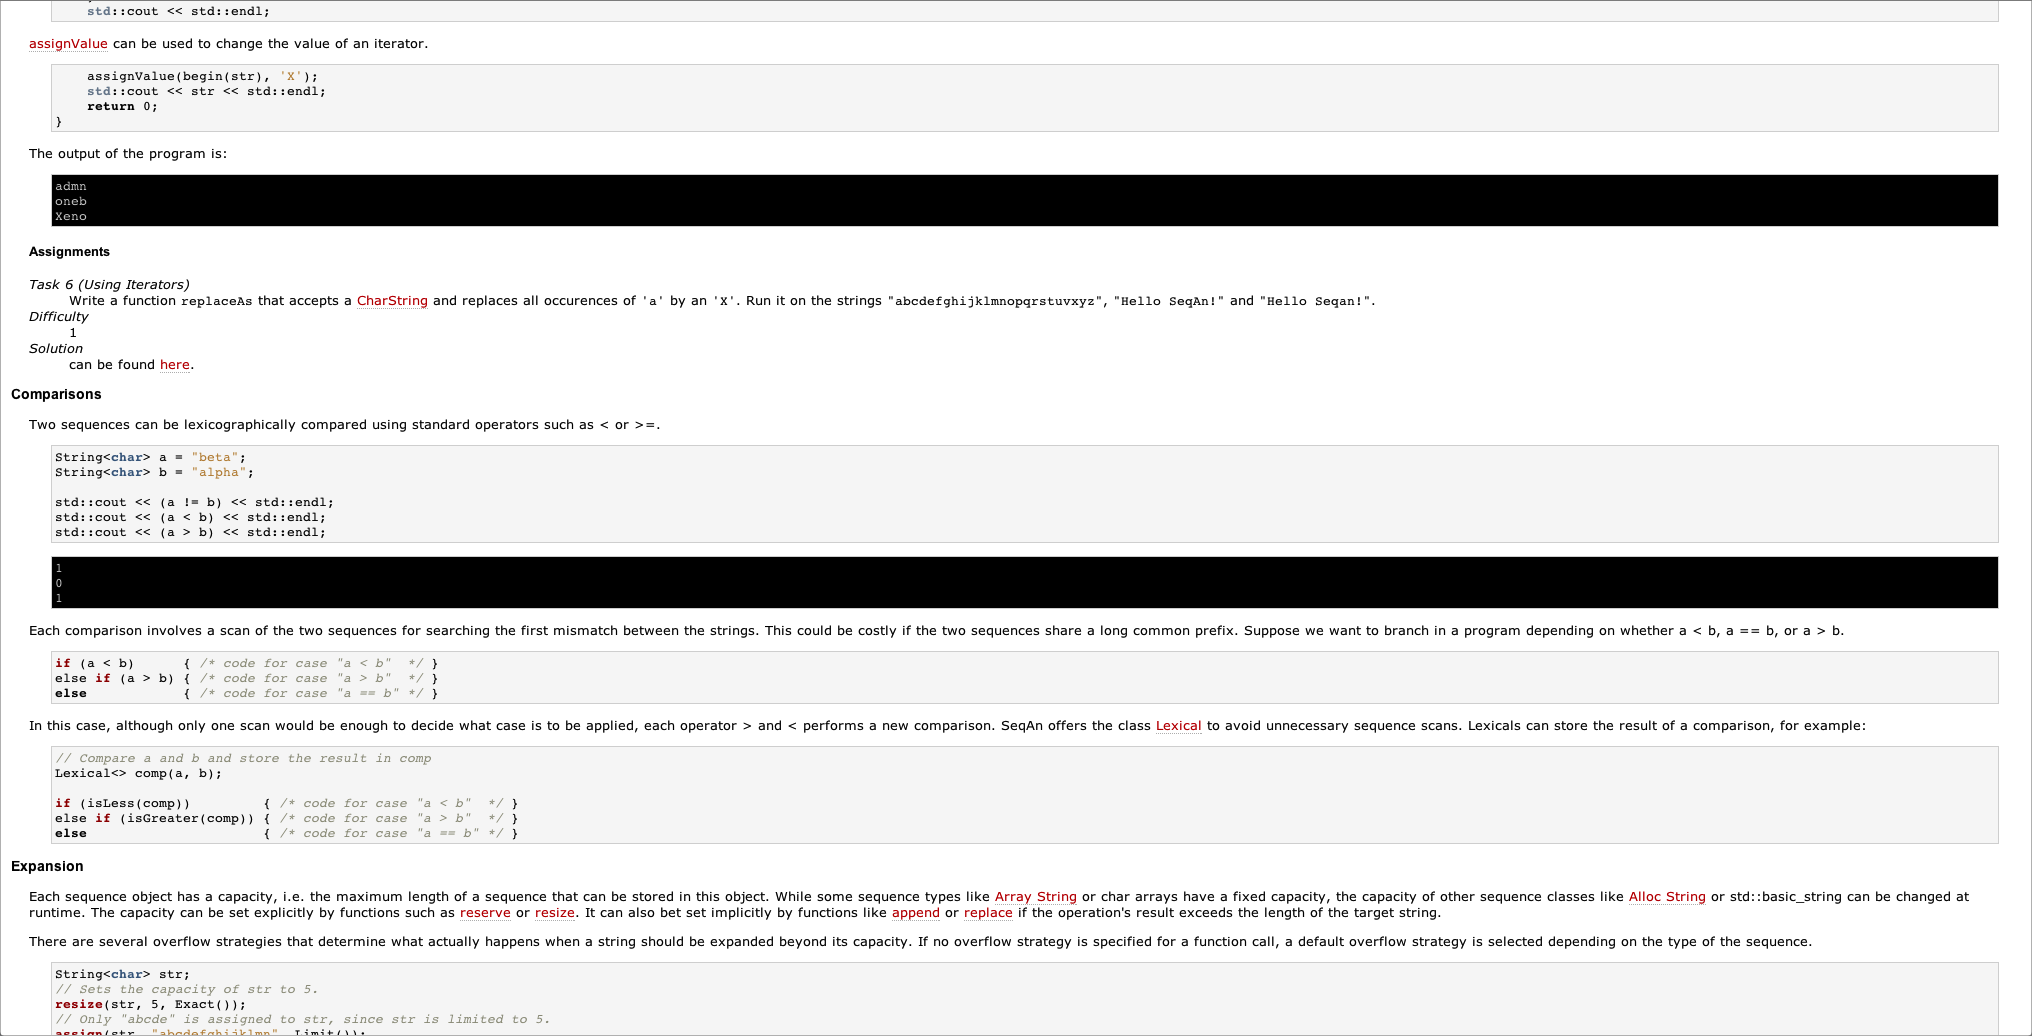 std::cout << std::endl;
assignValue can be used to change the value of an iterator.
    assignValue(begin(str), 'X');
    std::cout << str << std::endl;
    return 0;
}
The output of the program is:
admn
oneb
Xeno
Assignments
Task 6 (Using Iterators)
Write a function replaceAs that accepts a CharString and replaces all occurences of 'a' by an 'X'. Run it on the strings "abcdefghijklmnopqrstuvxyz", "Hello SeqAn!" and "Hello Seqan!".
Difficulty
1
Solution
can be found here.
Comparisons
Two sequences can be lexicographically compared using standard operators such as < or >=.
String<char> a = "beta";
String<char> b = "alpha";
std::cout << (a != b) << std::endl;
std::cout << (a < b) << std::endl;
std::cout << (a > b) << std::endl;
1
0
1
Each comparison involves a scan of the two sequences for searching the first mismatch between the strings. This could be costly if the two sequences share a long common prefix. Suppose we want to branch in a program depending on whether a < b, a == b, or a > b.
if (a < b)      { /* code for case "a < b"  */ }
else if (a > b) { /* code for case "a > b"  */ }
else            { /* code for case "a == b" */ }
In this case, although only one scan would be enough to decide what case is to be applied, each operator > and < performs a new comparison. SeqAn offers the class Lexical to avoid unnecessary sequence scans. Lexicals can store the result of a comparison, for example:
// Compare a and b and store the result in comp
Lexical<> comp(a, b);
if (isLess(comp))         { /* code for case "a < b"  */ }
else if (isGreater(comp)) { /* code for case "a > b"  */ }
else                      { /* code for case "a == b" */ }
Expansion
Each sequence object has a capacity, i.e. the maximum length of a sequence that can be stored in this object. While some sequence types like Array String or char arrays have a fixed capacity, the capacity of other sequence classes like Alloc String or std::basic_string can be changed at
runtime. The capacity can be set explicitly by functions such as reserve or resize. It can also bet set implicitly by functions like append or replace if the operation's result exceeds the length of the target string.
There are several overflow strategies that determine what actually happens when a string should be expanded beyond its capacity. If no overflow strategy is specified for a function call, a default overflow strategy is selected depending on the type of the sequence.
String<char> str;
// Sets the capacity of str to 5.
resize(str, 5, Exact());
// Only "abcde" is assigned to str, since str is limited to 5.
assign(str, "abcdefghijklmn", Limit());